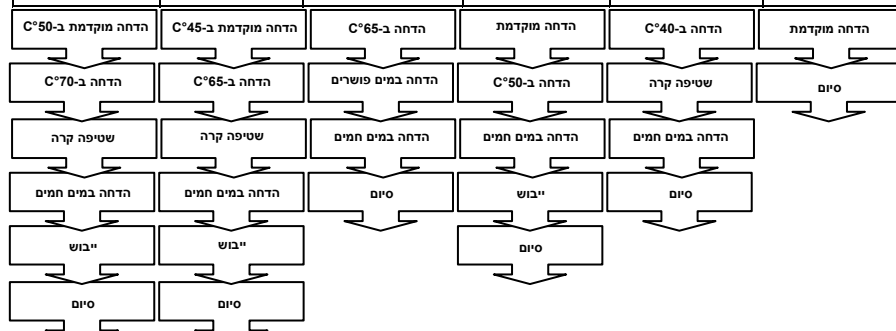 הדחה מוקדמת
הדחה ב-40°C
הדחה מוקדמת
הדחה ב-65°C
הדחה מוקדמת ב-45°C
הדחה מוקדמת ב-50°C
סיום
שטיפה קרה
הדחה ב-50°C
הדחה במים פושרים
הדחה ב-65°C
הדחה ב-70°C
הדחה במים חמים
הדחה במים חמים
הדחה במים חמים
שטיפה קרה
שטיפה קרה
סיום
ייבוש
סיום
הדחה במים חמים
הדחה במים חמים
סיום
ייבוש
ייבוש
סיום
סיום